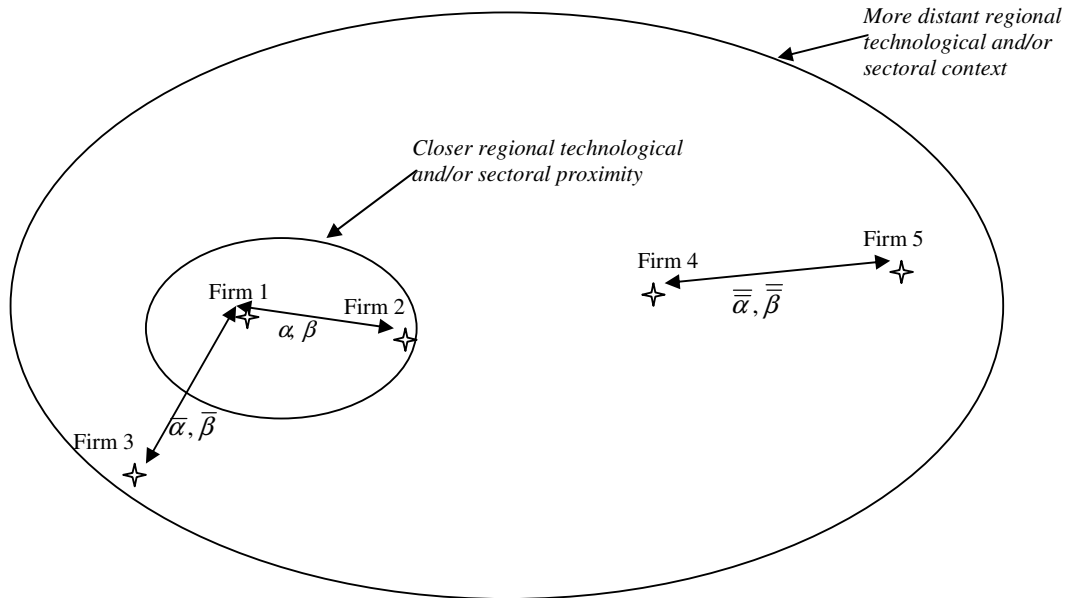 More distant regional
technological and/or
sectoral context
Closer regional technological
and/or sectoral proximity
Firm 5
Firm 4
α̿, β̿
Firm 1
Firm 2
α, β
ᾱ, β̄
Firm 3